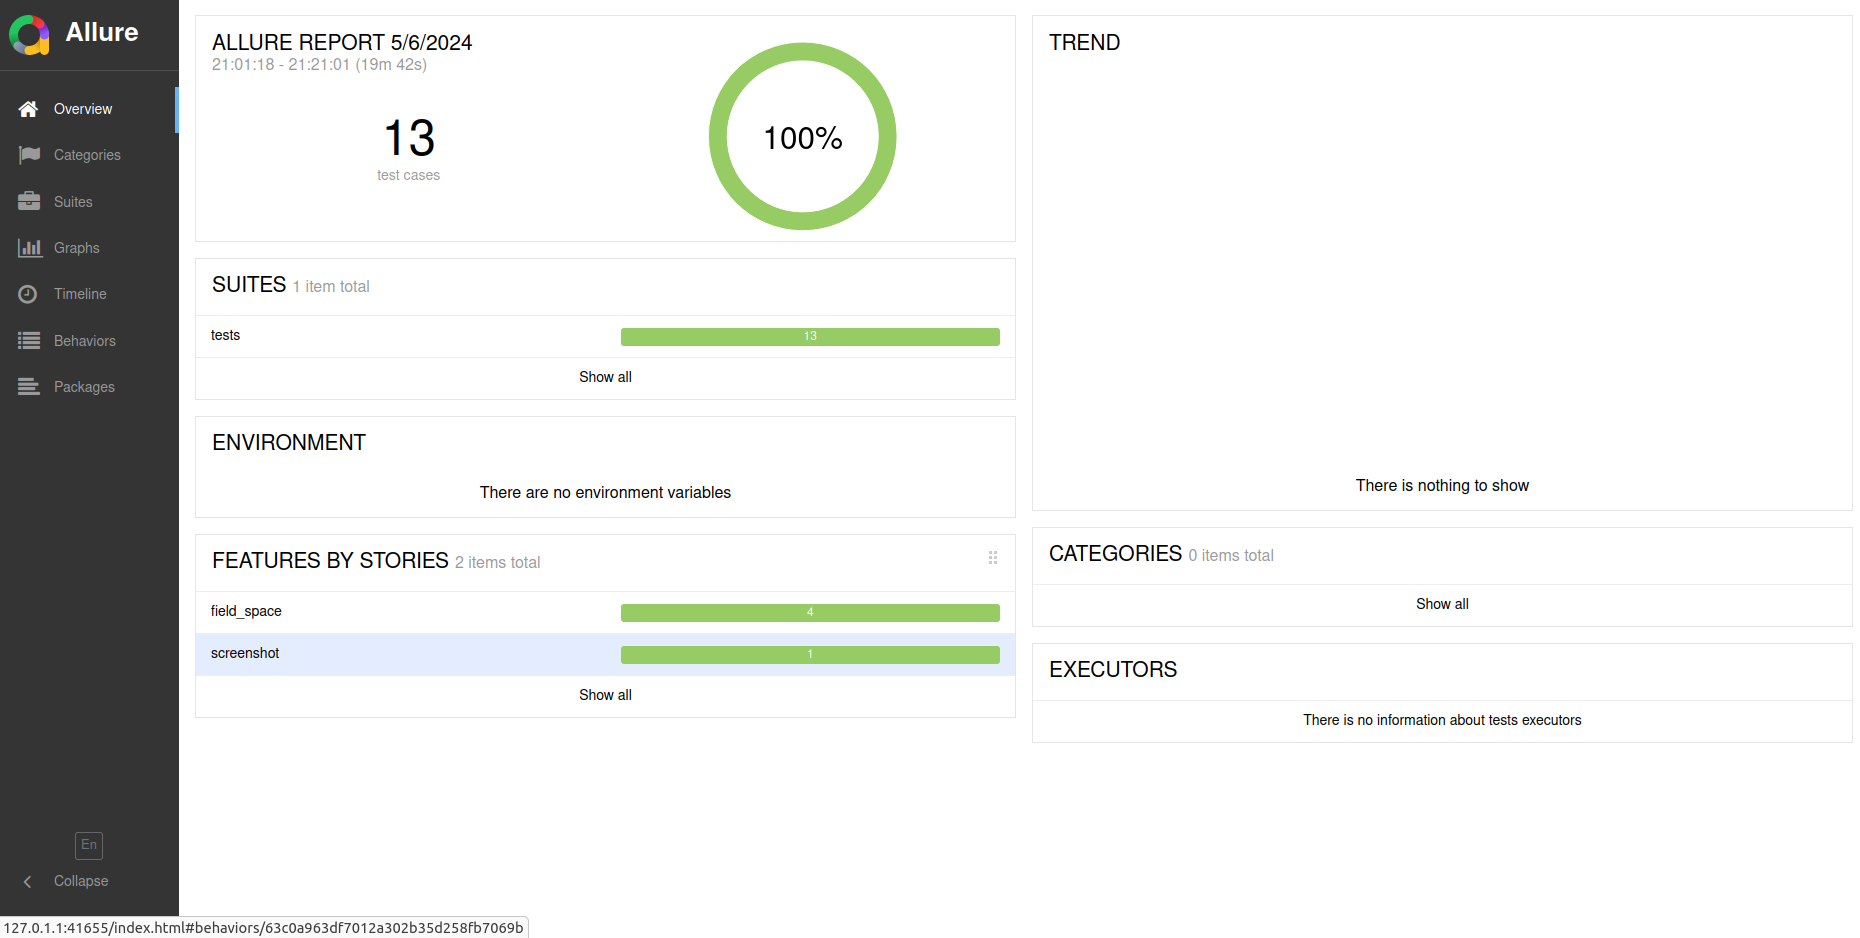 Allure
Overview
Categories
Suites
Graphs
Timeline
Behaviors
Packages
En
Collapse
ALLURE REPORT 5/6/2024
21:01:18 - 21:21:01 (19m 42s)
13
test cases
100%
SUITES 1 item total
tests 13
Show all
ENVIRONMENT
There are no environment variables
FEATURES BY STORIES 2 items total
field_space 4
screenshot 1
Show all
TREND
There is nothing to show
CATEGORIES 0 items total
Show all
EXECUTORS
There is no information about tests executors
127.0.1.1:41655/index.html#behaviors/63c0a963df7012a302b35d258fb7069b